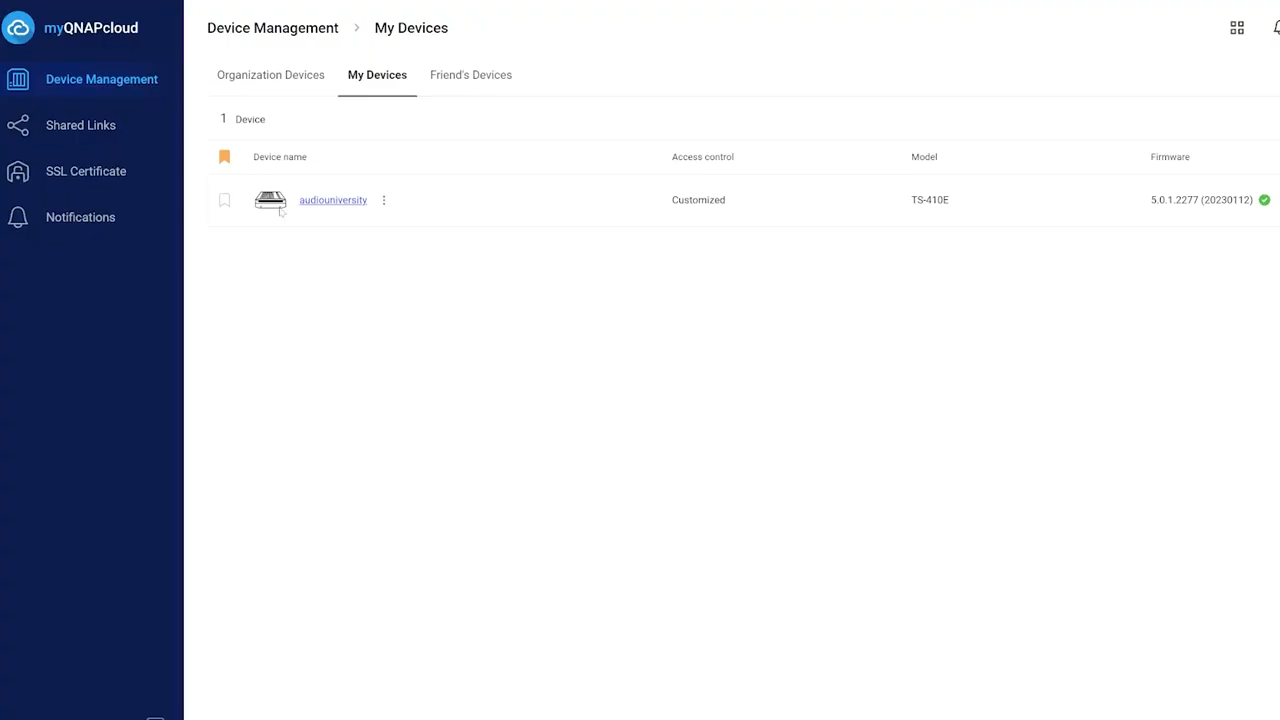 myQNAPcloud
Device Management > My Devices
Device Management
Shared Links
SSL Certificate
Notifications
Organization Devices My Devices Friend's Devices
1 Device
Device name Access control Model Firmware
audiouniversity Customized TS-410E 5.0.1.2277 (20230112)